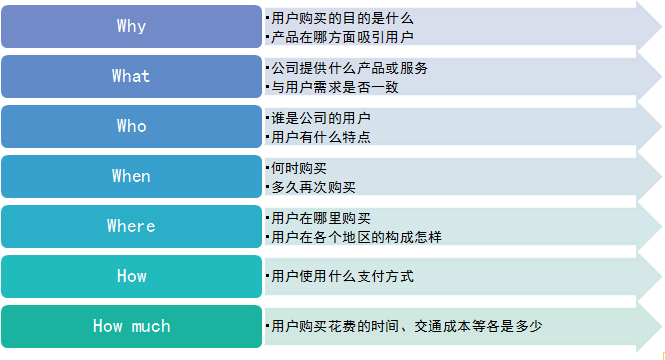 Why
▪用户购买的目的是什么
▪产品在哪方面吸引用户
What
▪公司提供什么产品或服务
▪与用户需求是否一致
Who
▪谁是公司的用户
▪用户有什么特点
When
▪何时购买
▪多久再次购买
Where
▪用户在哪里购买
▪用户在各个地区的构成怎样
How
▪用户使用什么支付方式
How much
▪用户购买花费的时间、交通成本等各是多少